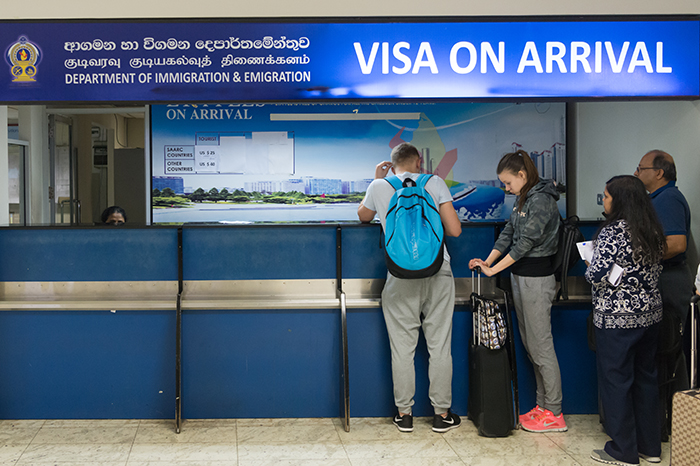 ආගමන හා විගමන දෙපාර්තමේන්තුව
குடிவரவு குடியகல்வுத் திணைக்களம்
DEPARTMENT OF IMMIGRATION & EMIGRATION
VISA ON ARRIVAL
ON ARRIVAL
SAARC
COUNTRIES
OTHER
COUNTRIES